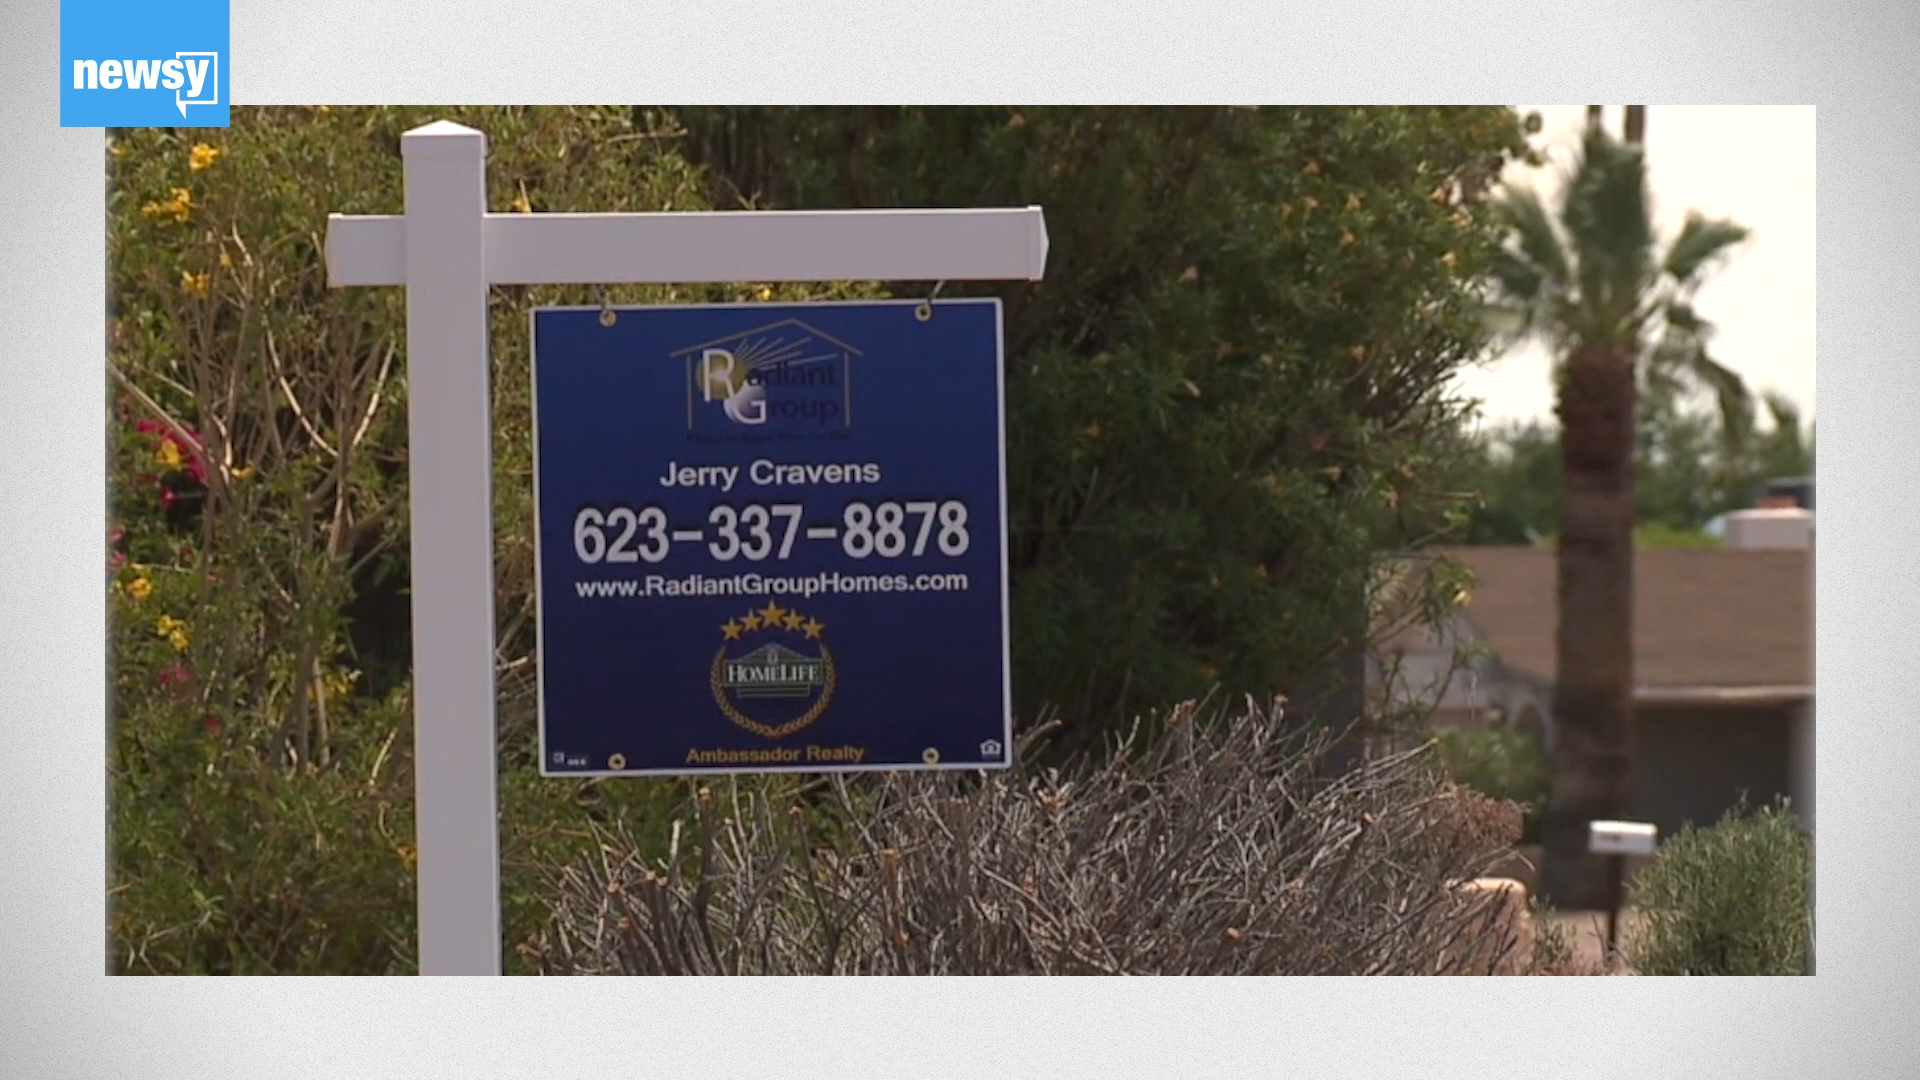 newsy
Radiant
Group
Jerry Cravens
623-337-8878
www.RadiantGroupHomes.com
HOMELIFE
Ambassador Realty